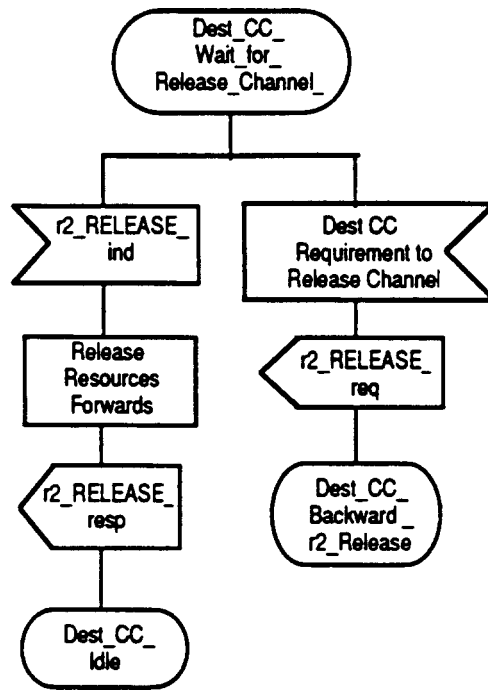 Dest_CC_
Wait_for_
Release_Channel_
r2_RELEASE_
ind
Dest CC
Requirement to
Release Channel
Release
Resources
Forwards
r2_RELEASE_
req
r2_RELEASE_
resp
Dest_CC_
Backward_
r2_Release
Dest_CC_
Idle